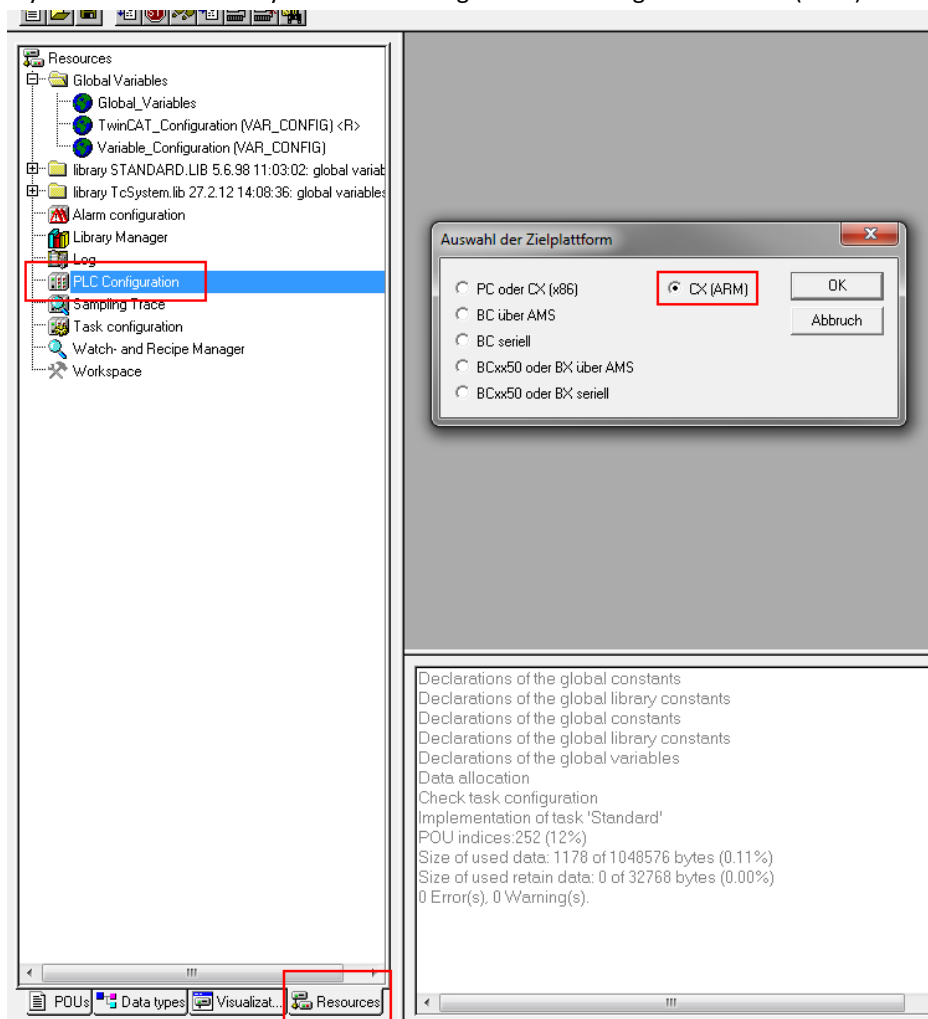 Resources
Global Variables
Global_Variables
TwinCAT_Configuration (VAR_CONFIG) <R>
Variable_Configuration (VAR_CONFIG)
library STANDARD.LIB 5.6.98 11:03:02: global variab
library TcSystem.lib 27.2.12 14:08:36: global variables
Alarm configuration
Library Manager
Log
PLC Configuration
Sampling Trace
Task configuration
Watch- and Recipe Manager
Workspace
Auswahl der Zielplattform
PC oder CX (x86)
CX (ARM)
OK
BC über AMS
Abbruch
BC seriell
BCxx50 oder BX über AMS
BCxx50 oder BX seriell
Declarations of the global constants
Declarations of the global library constants
Declarations of the global constants
Declarations of the global library constants
Declarations of the global variables
Data allocation
Check task configuration
Implementation of task 'Standard'
POU indices:252 (12%)
Size of used data: 1178 of 1048576 bytes (0.11%)
Size of used retain data: 0 of 32768 bytes (0.00%)
0 Error(s), 0 Warning(s).
POUs
Data types
Visualizat...
Resources